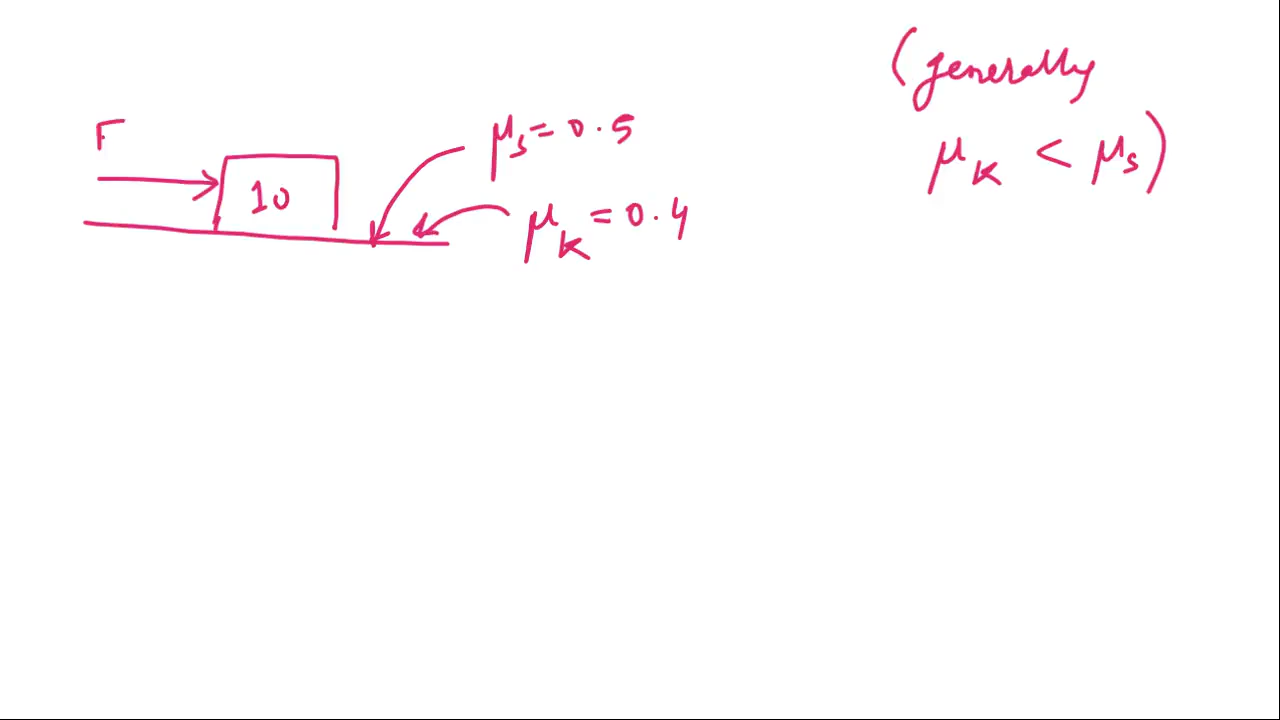 (generally
μₖ < μₛ)
F
μₛ = 0.5
10
μₖ = 0.4